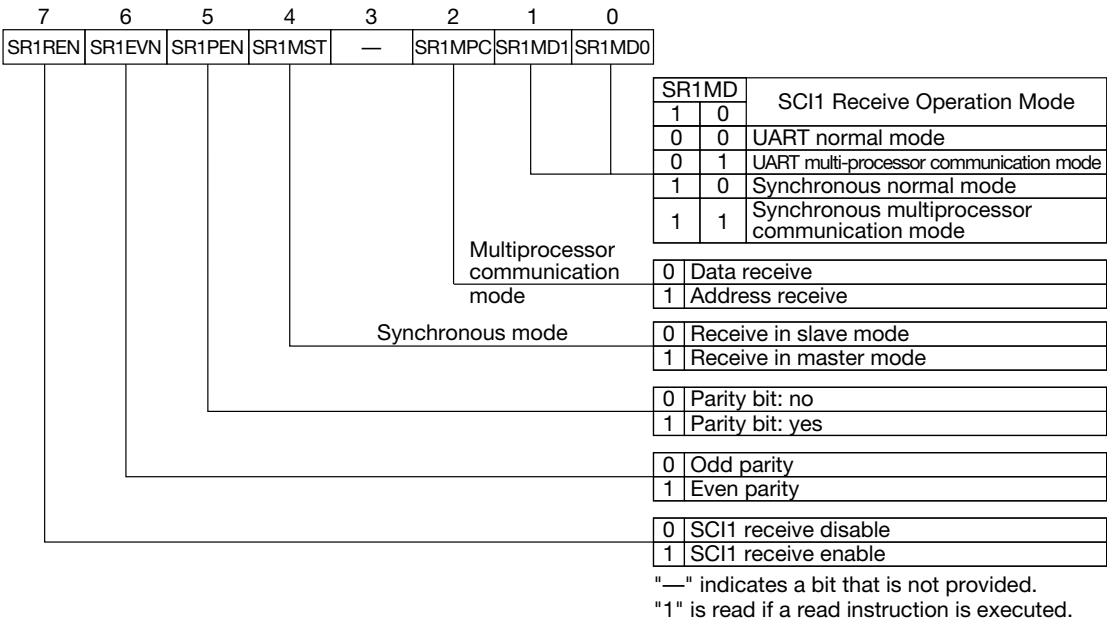 7 6 5 4 3 2 1 0
SR1REN SR1EVN SR1PEN SR1MST — SR1MPC SR1MD1 SR1MD0
SR1MD SCI1 Receive Operation Mode
1 0
0 0 UART normal mode
0 1 UART multi-processor communication mode
1 0 Synchronous normal mode
1 1 Synchronous multiprocessor
communication mode
Multiprocessor
communication
mode
0 Data receive
1 Address receive
Synchronous mode
0 Receive in slave mode
1 Receive in master mode
0 Parity bit: no
1 Parity bit: yes
0 Odd parity
1 Even parity
0 SCI1 receive disable
1 SCI1 receive enable
"—" indicates a bit that is not provided.
"1" is read if a read instruction is executed.